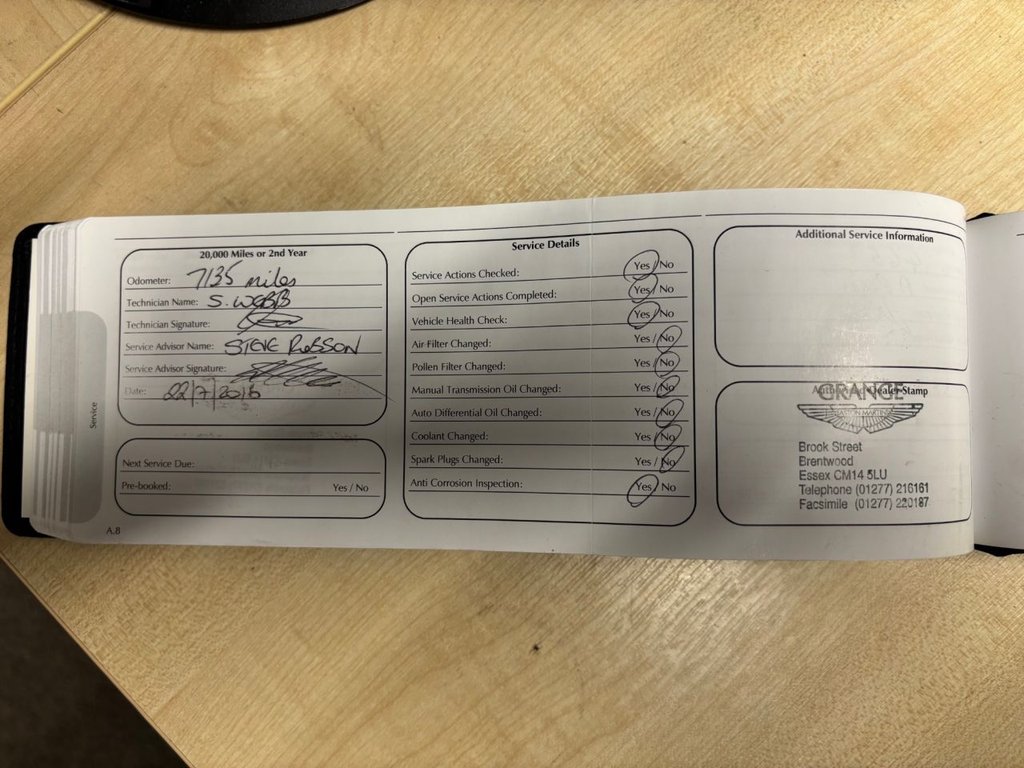 Service
A.8
20,000 Miles or 2nd Year
Odometer: 7135 miles
Technician Name: S. WEBB
Technician Signature:
Service Advisor Name: STEVE ROBSON
Service Advisor Signature:
Date: 22/7/2016
Next Service Due:
Pre-booked: Yes / No
Service Details
Service Actions Checked: Yes / No
Open Service Actions Completed: Yes / No
Vehicle Health Check: Yes / No
Air Filter Changed: Yes / No
Pollen Filter Changed: Yes / No
Manual Transmission Oil Changed: Yes / No
Auto Differential Oil Changed: Yes / No
Coolant Changed: Yes / No
Spark Plugs Changed: Yes / No
Anti Corrosion Inspection: Yes / No
Additional Service Information
Dealer Stamp
GRANGE
Brook Street
Brentwood
Essex CM14 5LU
Telephone (01277) 216161
Facsimile (01277) 220187